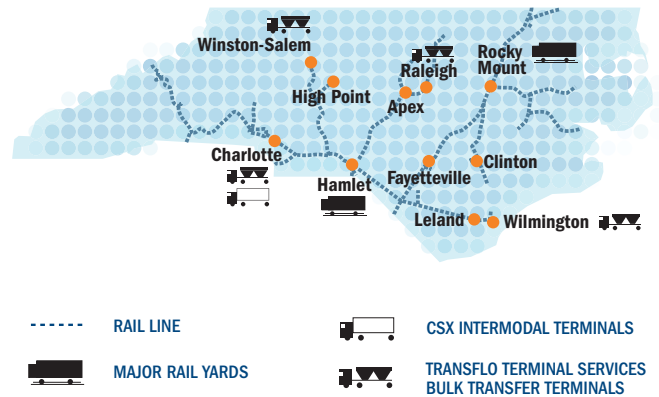 Winston-Salem
High Point
Raleigh
Apex
Rocky
Mount
Charlotte
Hamlet
Fayetteville
Clinton
Leland
Wilmington
RAIL LINE
CSX INTERMODAL TERMINALS
MAJOR RAIL YARDS
TRANSFLO TERMINAL SERVICES
BULK TRANSFER TERMINALS